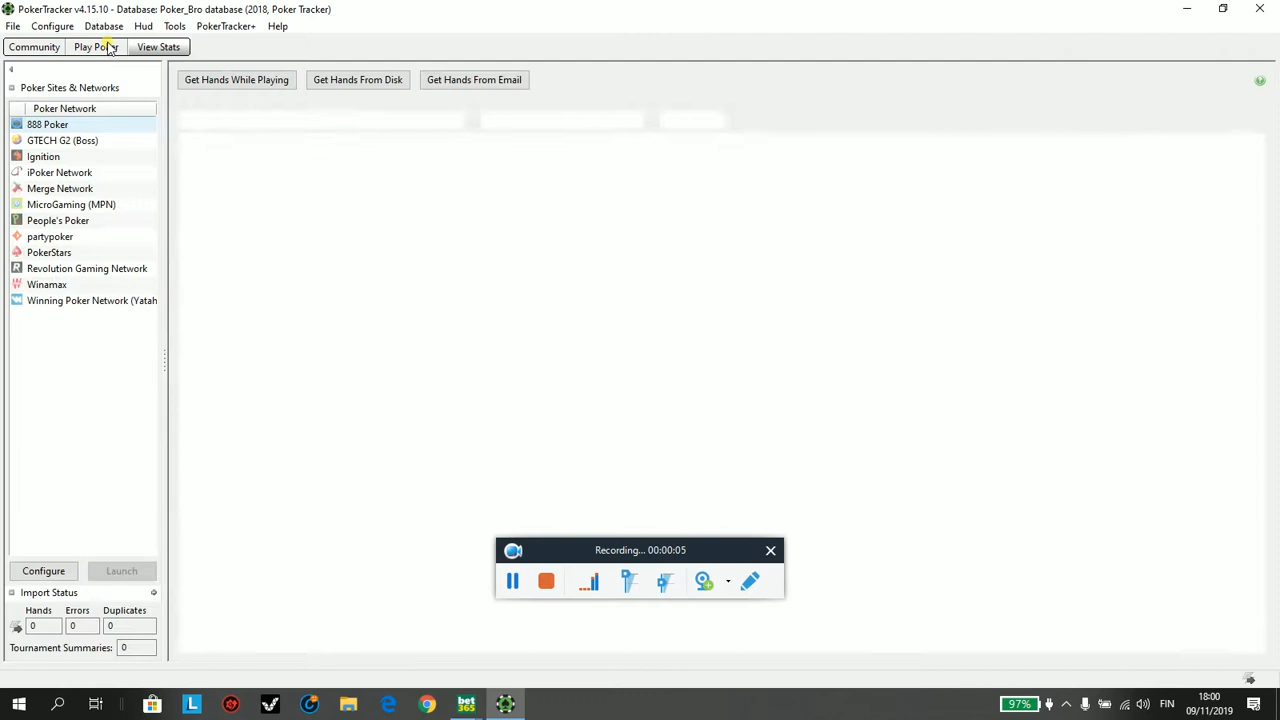 PokerTracker v4.15.10 - Database: Poker_Bro database (2018, Poker Tracker)
File Configure Database Hud Tools PokerTracker+ Help
Community Play Poker View Stats
Poker Sites & Networks
Get Hands While Playing Get Hands From Disk Get Hands From Email
Poker Network
888 Poker
GTECH G2 (Boss)
Ignition
iPoker Network
Merge Network
MicroGaming (MPN)
People's Poker
partypoker
PokerStars
Revolution Gaming Network
Winamax
Winning Poker Network (Yatah
Recording... 00:00:05
Configure Launch
Import Status
Hands Errors Duplicates
0 0 0
Tournament Summaries: 0
bet365
97% FIN
18:00
09/11/2019